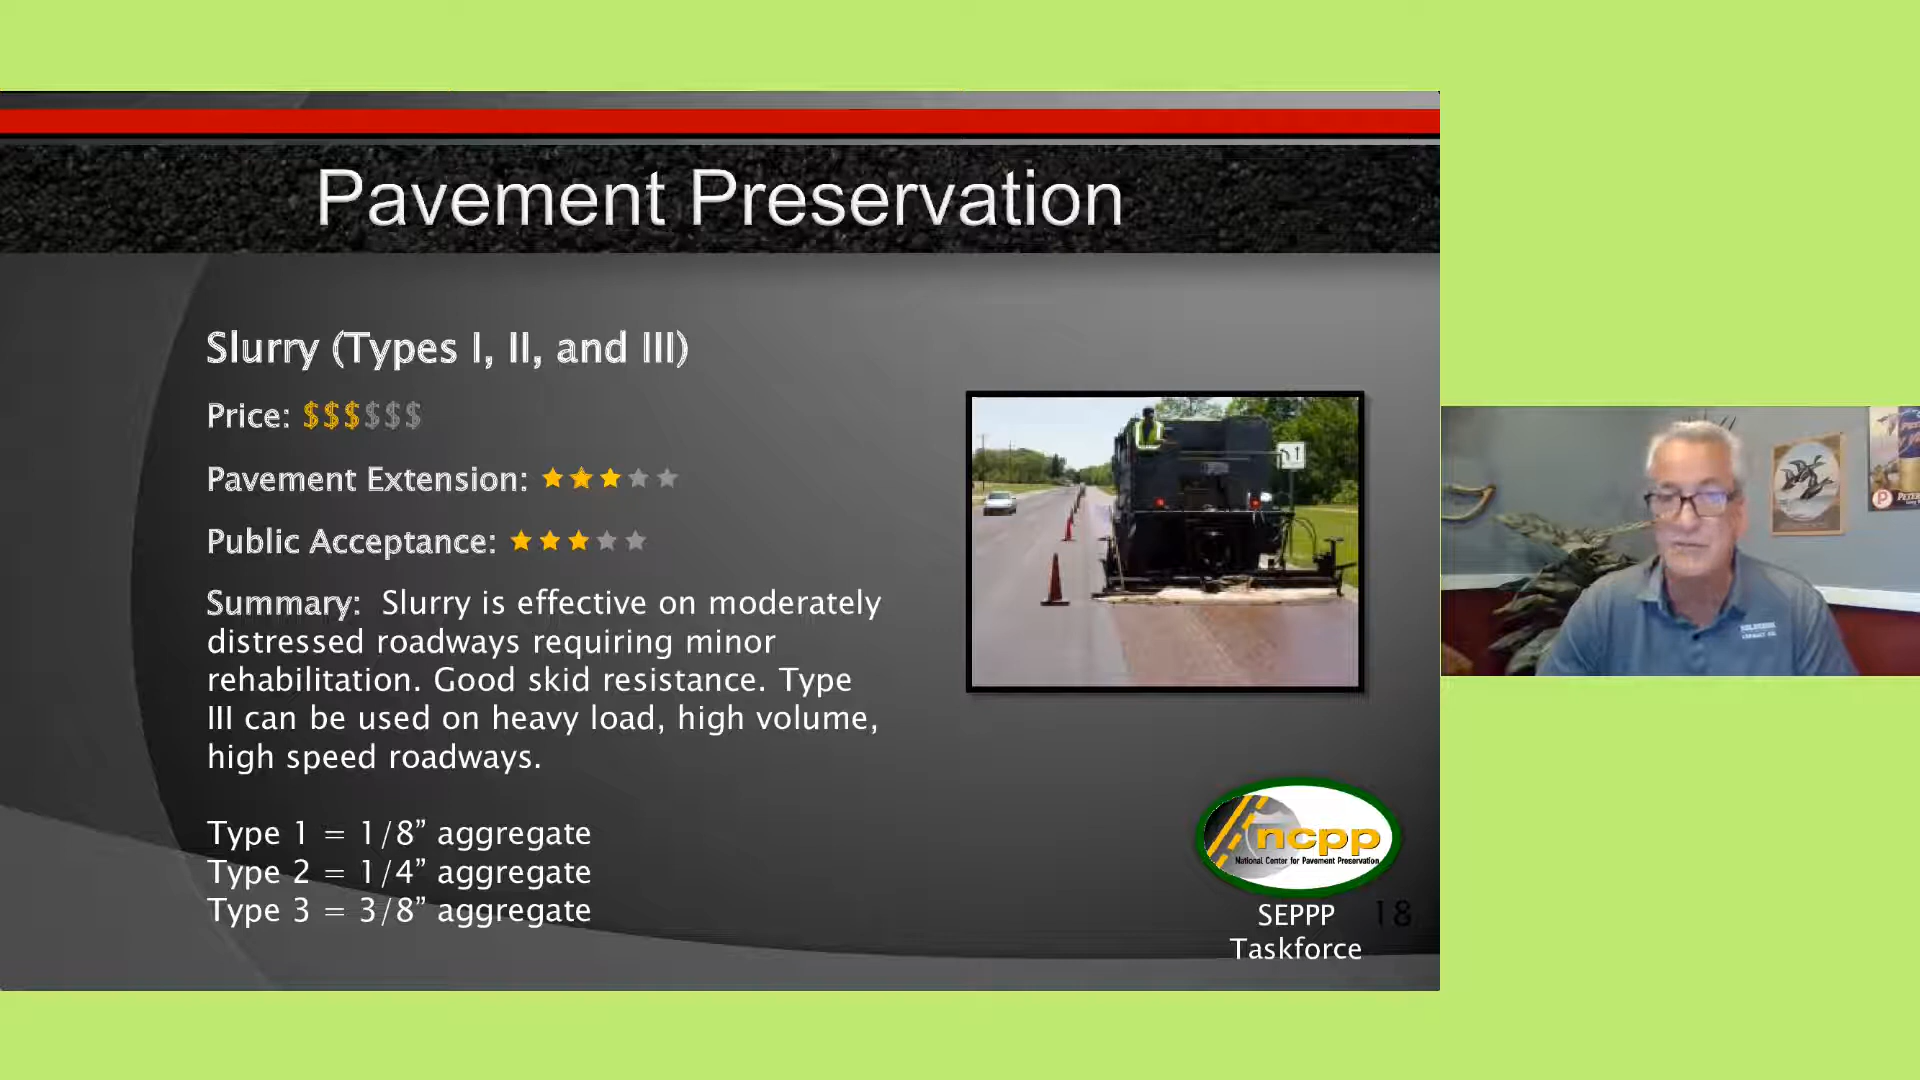 Pavement Preservation
Slurry (Types I, II, and III)
Price: $$$$$$
Pavement Extension:
Public Acceptance:
Summary: Slurry is effective on moderately
distressed roadways requiring minor
rehabilitation. Good skid resistance. Type
III can be used on heavy load, high volume,
high speed roadways.
Type 1 = 1/8” aggregate
Type 2 = 1/4” aggregate
Type 3 = 3/8” aggregate
ncpp
National Center for Pavement Preservation
SEPPP
Taskforce
18